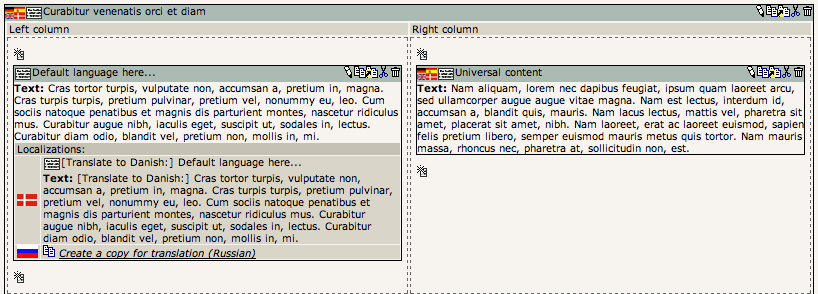 Curabitur venenatis orci et diam
Left column
Default language here...
Text: Cras tortor turpis, vulputate non, accumsan a, pretium in, magna.
Cras turpis turpis, pretium pulvinar, pretium vel, nonummy eu, leo. Cum
sociis natoque penatibus et magnis dis parturient montes, nascetur ridiculus
mus. Curabitur augue nibh, iaculis eget, suscipit ut, sodales in, lectus.
Curabitur diam odio, blandit vel, pretium non, mollis in, mi.
Localizations:
[Translate to Danish:] Default language here...
Text: [Translate to Danish:] Cras tortor turpis, vulputate non,
accumsan a, pretium in, magna. Cras turpis turpis, pretium pulvinar,
pretium vel, nonummy eu, leo. Cum sociis natoque penatibus et
magnis dis parturient montes, nascetur ridiculus mus. Curabitur
augue nibh, iaculis eget, suscipit ut, sodales in, lectus. Curabitur
diam odio, blandit vel, pretium non, mollis in, mi.
Create a copy for translation (Russian)
Right column
Universal content
Text: Nam aliquam, lorem nec dapibus feugiat, ipsum quam laoreet arcu,
sed ullamcorper augue augue vitae magna. Nam est lectus, interdum id,
accumsan a, blandit quis, mauris. Nam lacus lectus, mattis vel, pharetra sit
amet, placerat sit amet, nibh. Nam laoreet, erat ac laoreet euismod, sapien
felis pretium libero, semper euismod mauris metus quis tortor. Nam mauris
massa, rhoncus nec, pharetra at, sollicitudin non, est.